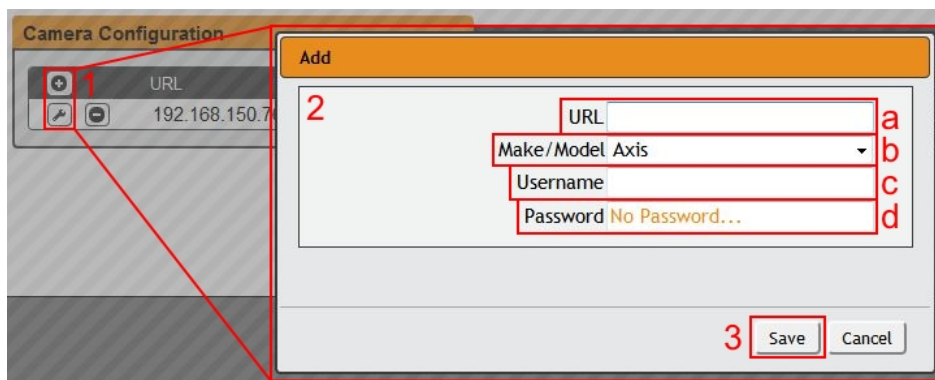 Camera Configuration
Add
1
URL
192.168.150.7
2
URL
a
Make/Model Axis
b
Username
c
Password No Password...
d
3
Save
Cancel